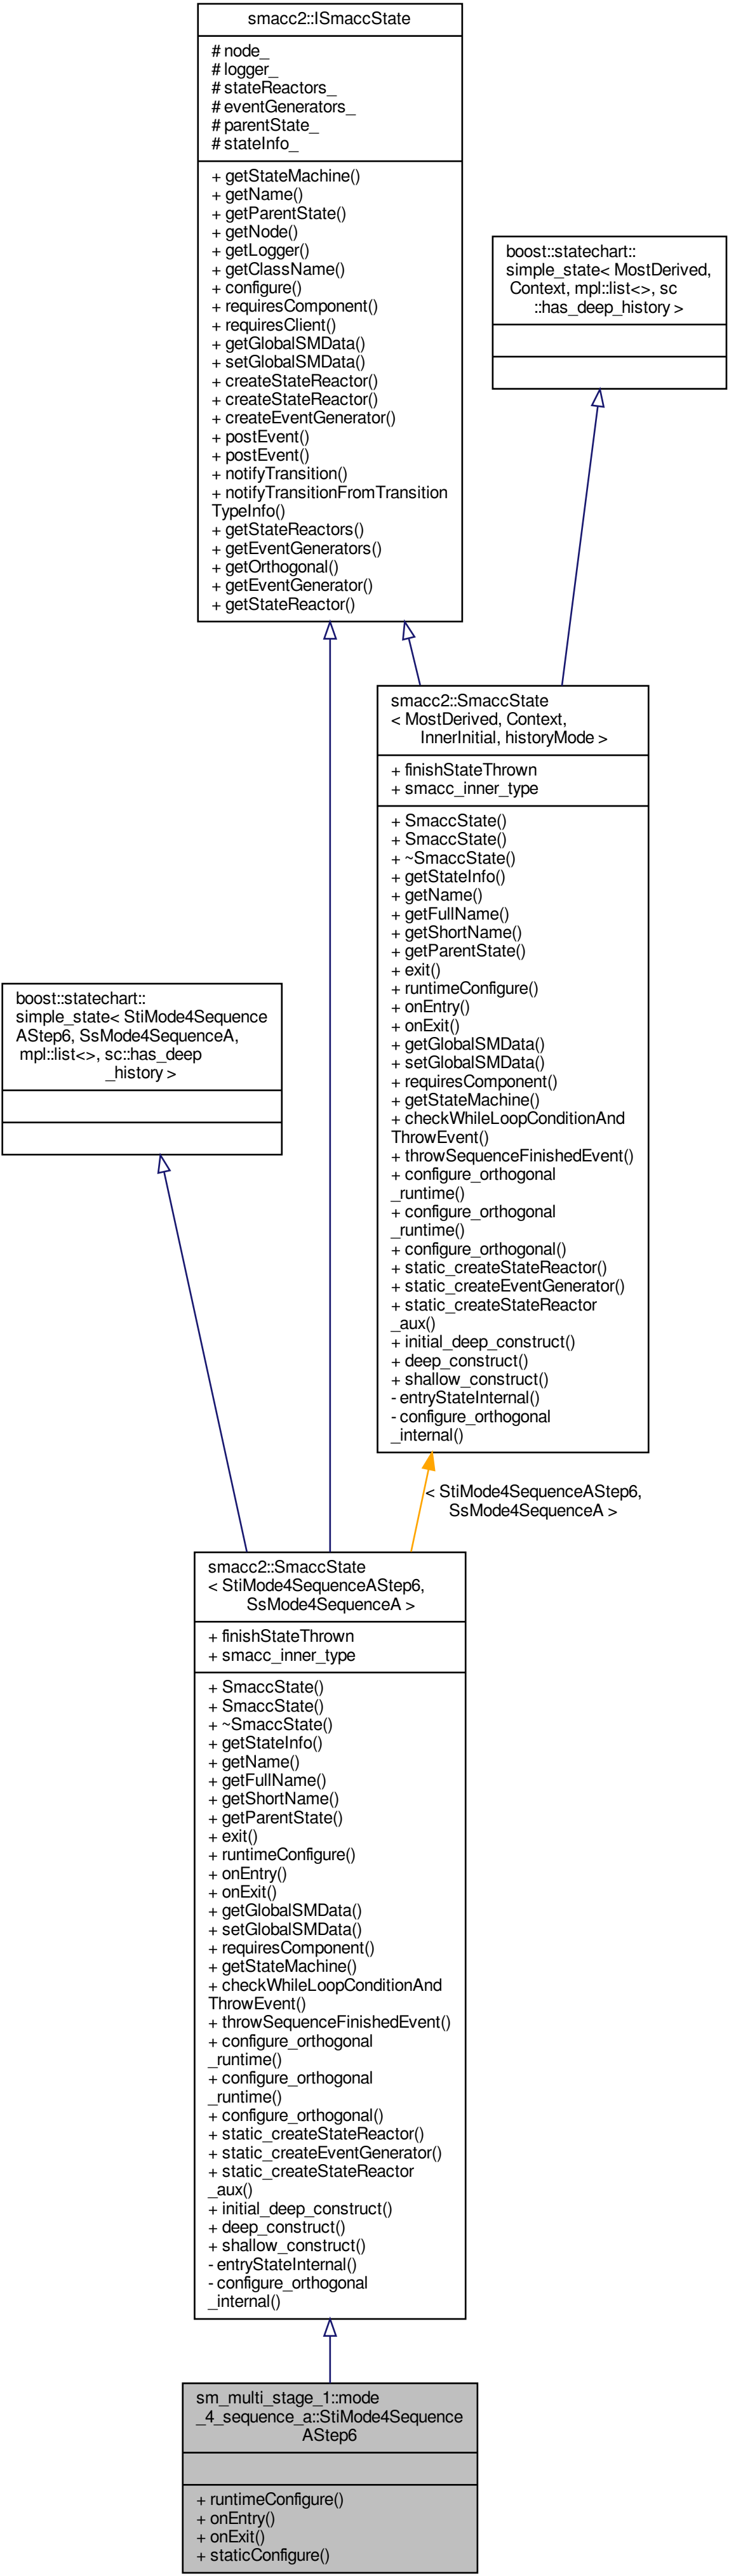 smacc2::ISmaccState
# node_
# logger_
# stateReactors_
# eventGenerators_
# parentState_
# stateInfo_
+ getStateMachine()
+ getName()
+ getParentState()
+ getNode()
+ getLogger()
+ getClassName()
+ configure()
+ requiresComponent()
+ requiresClient()
+ getGlobalSMData()
+ setGlobalSMData()
+ createStateReactor()
+ createStateReactor()
+ createEventGenerator()
+ postEvent()
+ postEvent()
+ notifyTransition()
+ notifyTransitionFromTransition
TypeInfo()
+ getStateReactors()
+ getEventGenerators()
+ getOrthogonal()
+ getEventGenerator()
+ getStateReactor()
boost::statechart::
simple_state< MostDerived,
Context, mpl::list<>, sc
::has_deep_history >
smacc2::SmaccState
< MostDerived, Context,
InnerInitial, historyMode >
+ finishStateThrown
+ smacc_inner_type
+ SmaccState()
+ SmaccState()
+ ~SmaccState()
+ getStateInfo()
+ getName()
+ getFullName()
+ getShortName()
+ getParentState()
+ exit()
+ runtimeConfigure()
+ onEntry()
+ onExit()
+ getGlobalSMData()
+ setGlobalSMData()
+ requiresComponent()
+ getStateMachine()
+ checkWhileLoopConditionAnd
ThrowEvent()
+ throwSequenceFinishedEvent()
+ configure_orthogonal
_runtime()
+ configure_orthogonal
_runtime()
+ configure_orthogonal()
+ static_createStateReactor()
+ static_createEventGenerator()
+ static_createStateReactor
_aux()
+ initial_deep_construct()
+ deep_construct()
+ shallow_construct()
- entryStateInternal()
- configure_orthogonal
_internal()
boost::statechart::
simple_state< StiMode4Sequence
AStep6, SsMode4SequenceA,
mpl::list<>, sc::has_deep
_history >
< StiMode4SequenceAStep6,
SsMode4SequenceA >
smacc2::SmaccState
< StiMode4SequenceAStep6,
SsMode4SequenceA >
+ finishStateThrown
+ smacc_inner_type
+ SmaccState()
+ SmaccState()
+ ~SmaccState()
+ getStateInfo()
+ getName()
+ getFullName()
+ getShortName()
+ getParentState()
+ exit()
+ runtimeConfigure()
+ onEntry()
+ onExit()
+ getGlobalSMData()
+ setGlobalSMData()
+ requiresComponent()
+ getStateMachine()
+ checkWhileLoopConditionAnd
ThrowEvent()
+ throwSequenceFinishedEvent()
+ configure_orthogonal
_runtime()
+ configure_orthogonal
_runtime()
+ configure_orthogonal()
+ static_createStateReactor()
+ static_createEventGenerator()
+ static_createStateReactor
_aux()
+ initial_deep_construct()
+ deep_construct()
+ shallow_construct()
- entryStateInternal()
- configure_orthogonal
_internal()
sm_multi_stage_1::mode
_4_sequence_a::StiMode4Sequence
AStep6
+ runtimeConfigure()
+ onEntry()
+ onExit()
+ staticConfigure()